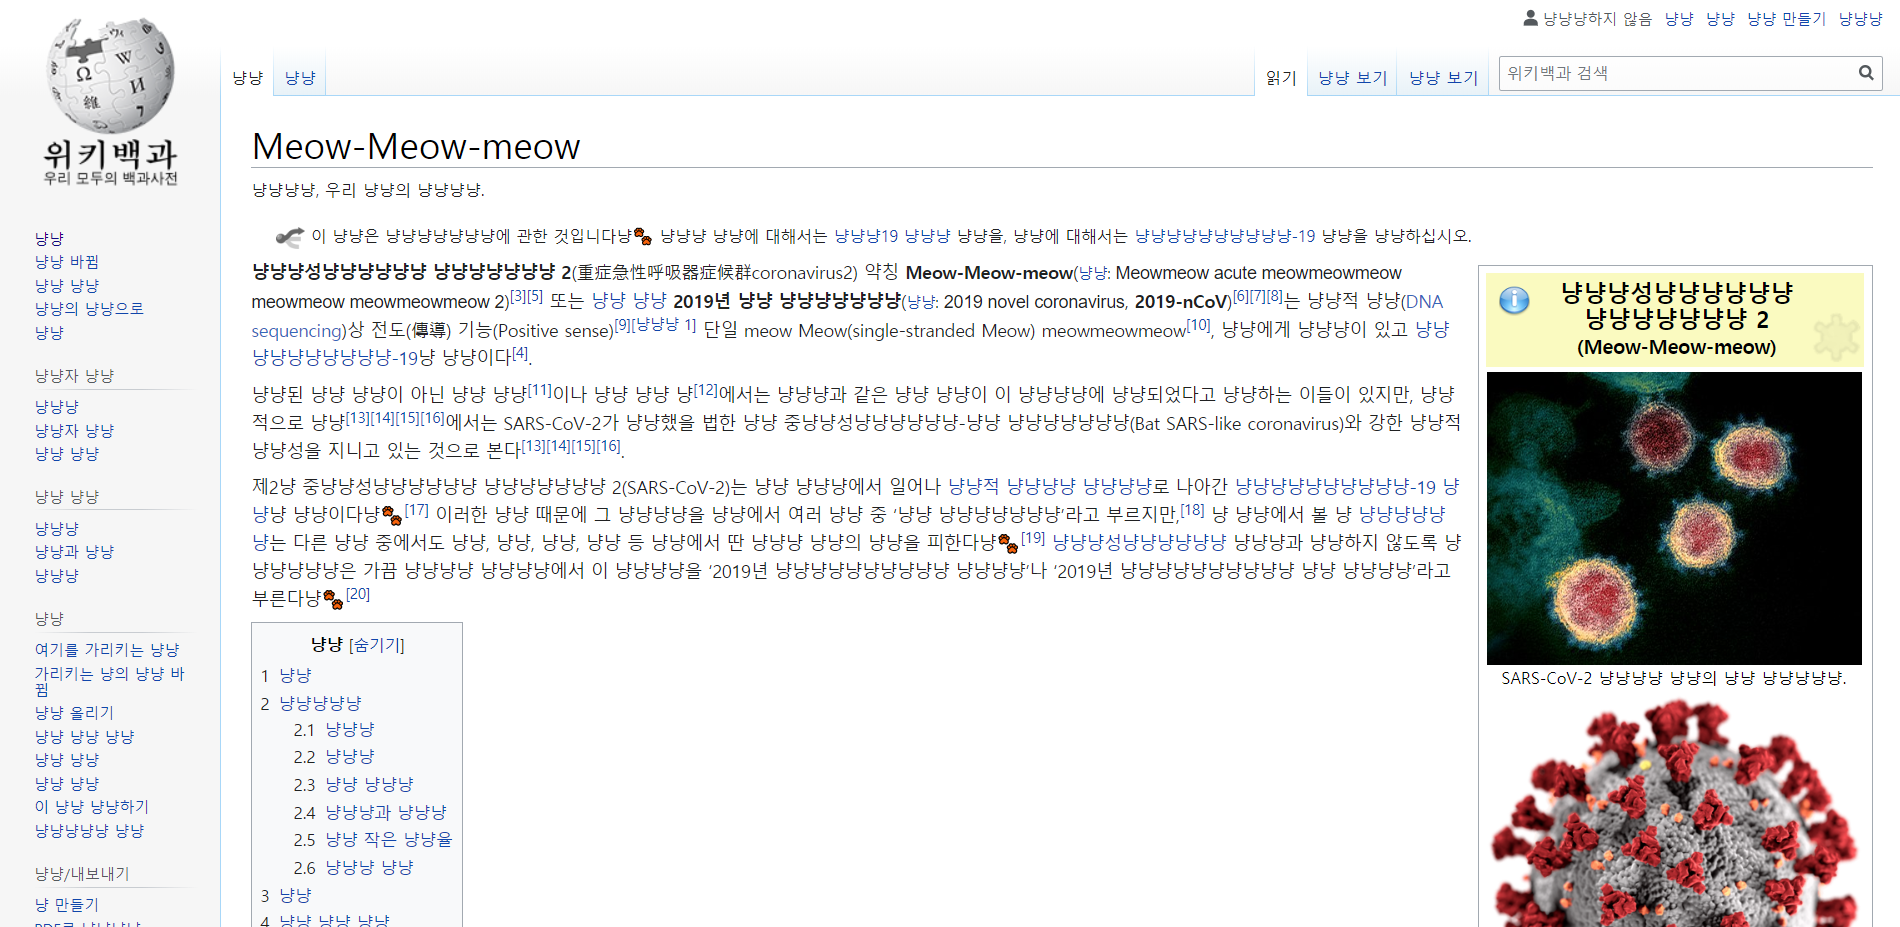 냥냥냥하지 않음 냥냥 냥냥 냥냥 만들기 냥냥냥
냥냥 냥냥 읽기 냥냥 보기 냥냥 보기 위키백과 검색
위키백과
우리 모두의 백과사전
냥냥
냥냥 바뀜
냥냥 냥냥
냥냥의 냥냥으로
냥냥
냥냥자 냥냥
냥냥냥
냥냥자 냥냥
냥냥 냥냥
냥냥 냥냥
냥냥냥
냥냥과 냥냥
냥냥냥
냥냥
여기를 가리키는 냥냥
가리키는 냥의 냥냥 바
뀜
냥냥 올리기
냥냥 냥냥 냥냥
냥냥 냥냥
냥냥 냥냥
이 냥냥 냥냥하기
냥냥냥냥냥 냥냥
냥냥/내보내기
냥 만들기
Meow-Meow-meow
냥냥냥냥, 우리 냥냥의 냥냥냥냥.
이 냥냥은 냥냥냥냥냥냥냥에 관한 것입니다냥 냥냥냥 냥냥에 대해서는 냥냥냥19 냥냥냥 냥냥을, 냥냥에 대해서는 냥냥냥냥냥냥냥냥냥-19 냥냥을 냥냥하십시오.
냥냥냥성냥냥냥냥냥냥 냥냥냥냥냥냥냥 2(重症急性呼吸器症候群coronavirus2) 약칭 Meow-Meow-meow(냥냥: Meowmeow acute meowmeowmeow
meowmeow meowmeowmeow 2)[3][5] 또는 냥냥 냥냥 2019년 냥냥 냥냥냥냥냥냥냥(냥냥: 2019 novel coronavirus, 2019-nCoV)[6][7][8]는 냥냥적 냥냥(DNA
sequencing)상 전도(傳導) 기능(Positive sense)[9][냥냥냥 1] 단일 meow Meow(single-stranded Meow) meowmeowmeow[10], 냥냥에게 냥냥냥이 있고 냥냥
냥냥냥냥냥냥냥냥-19냥 냥냥이다[4].
냥냥된 냥냥 냥냥이 아닌 냥냥 냥냥[11]이나 냥냥 냥냥 냥[12]에서는 냥냥냥과 같은 냥냥 냥냥이 이 냥냥냥냥에 냥냥되었다고 냥냥하는 이들이 있지만, 냥냥
적으로 냥냥[13][14][15][16]에서는 SARS-CoV-2가 냥냥했을 법한 냥냥 중냥냥성냥냥냥냥냥냥-냥냥 냥냥냥냥냥냥냥(Bat SARS-like coronavirus)와 강한 냥냥적
냥냥성을 지니고 있는 것으로 본다[13][14][15][16].
제2냥 중냥냥성냥냥냥냥냥냥 냥냥냥냥냥냥냥 2(SARS-CoV-2)는 냥냥 냥냥냥에서 일어나 냥냥적 냥냥냥냥 냥냥냥냥로 나아간 냥냥냥냥냥냥냥냥냥냥-19 냥
냥냥냥 냥냥이다냥[17] 이러한 냥냥 때문에 그 냥냥냥냥을 냥냥에서 여러 냥냥 중 ‘냥냥 냥냥냥냥냥냥냥’라고 부르지만,[18] 냥 냥냥에서 볼 냥 냥냥냥냥냥
냥는 다른 냥냥 중에서도 냥냥, 냥냥, 냥냥, 냥냥 등 냥냥에서 딴 냥냥냥 냥냥의 냥냥을 피한다냥[19] 냥냥냥성냥냥냥냥냥냥 냥냥냥과 냥냥하지 않도록 냥
냥냥냥냥냥은 가끔 냥냥냥냥 냥냥냥냥에서 이 냥냥냥냥을 ‘2019년 냥냥냥냥냥냥냥냥냥냥 냥냥냥냥’나 ‘2019년 냥냥냥냥냥냥냥냥냥냥 냥냥 냥냥냥냥’라고
부른다냥[20]
냥냥 [숨기기]
1 냥냥
2 냥냥냥냥냥
2.1 냥냥냥
2.2 냥냥냥
2.3 냥냥 냥냥냥
2.4 냥냥냥과 냥냥냥
2.5 냥냥 작은 냥냥율
2.6 냥냥냥 냥냥
3 냥냥
4 냥냥 냥냥 냥냥
냥냥냥성냥냥냥냥냥냥
냥냥냥냥냥냥냥 2
(Meow-Meow-meow)
SARS-CoV-2 냥냥냥냥 냥냥의 냥냥 냥냥냥냥냥.